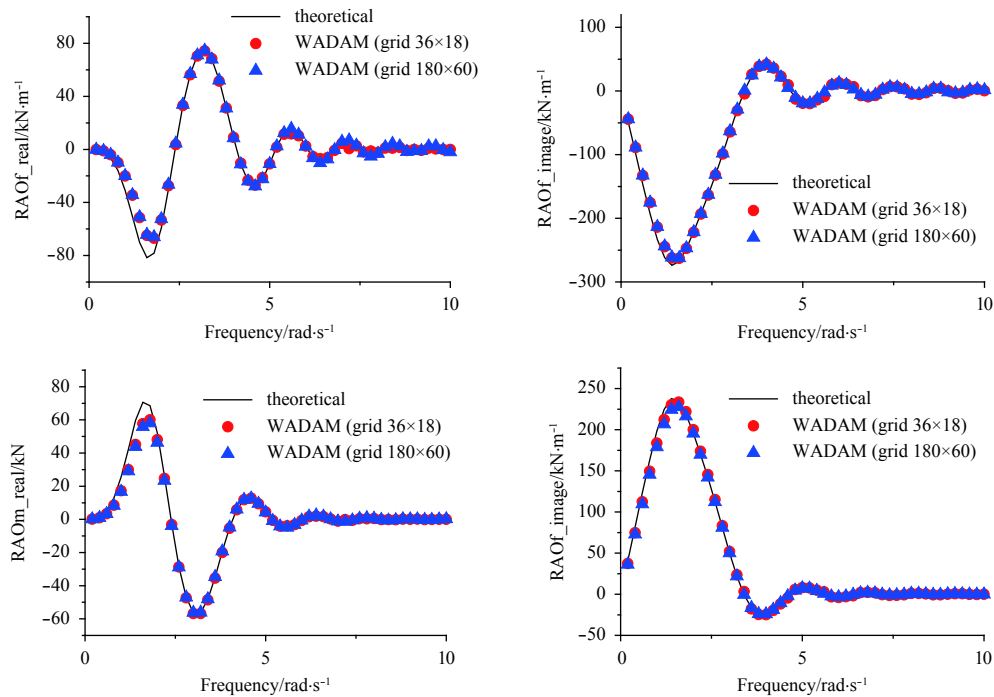 theoretical
WADAM (grid 36×18)
WADAM (grid 180×60)
80
40
0
−40
−80
RAOf_real/kN·m⁻¹
0
5
10
Frequency/rad·s⁻¹
100
0
−100
−200
−300
RAOf_image/kN·m⁻¹
theoretical
WADAM (grid 36×18)
WADAM (grid 180×60)
0
5
10
Frequency/rad·s⁻¹
80
60
40
20
0
−20
−40
−60
RAOm_real/kN
theoretical
WADAM (grid 36×18)
WADAM (grid 180×60)
0
5
10
Frequency/rad·s⁻¹
250
200
150
100
50
0
−50
RAOf_image/kN·m⁻¹
theoretical
WADAM (grid 36×18)
WADAM (grid 180×60)
0
5
10
Frequency/rad·s⁻¹